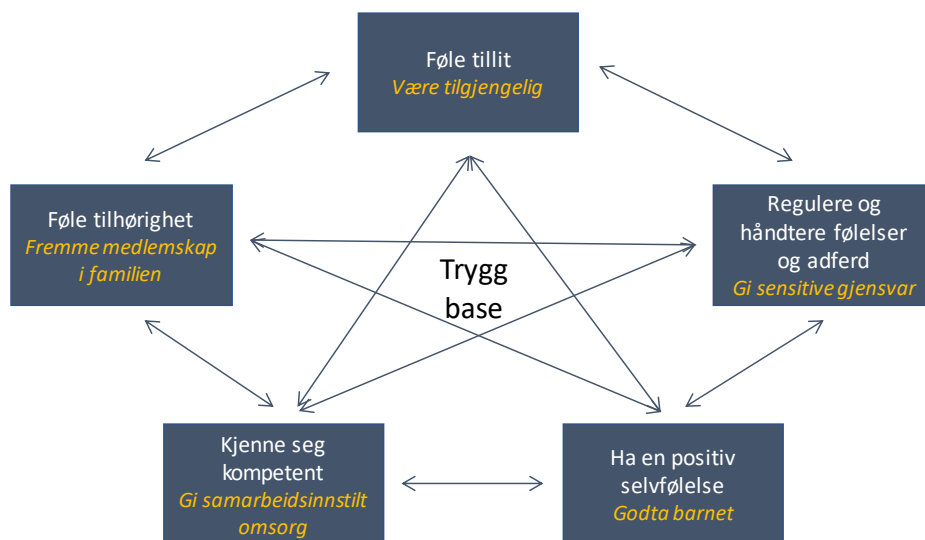 Føle tillit
Være tilgjengelig
Føle tilhørighet
Fremme medlemskap
i familien
Regulere og
håndtere følelser
og adferd
Gi sensitive gjensvar
Trygg
base
Kjenne seg
kompetent
Gi samarbeidsinnstilt
omsorg
Ha en positiv
selvfølelse
Godta barnet